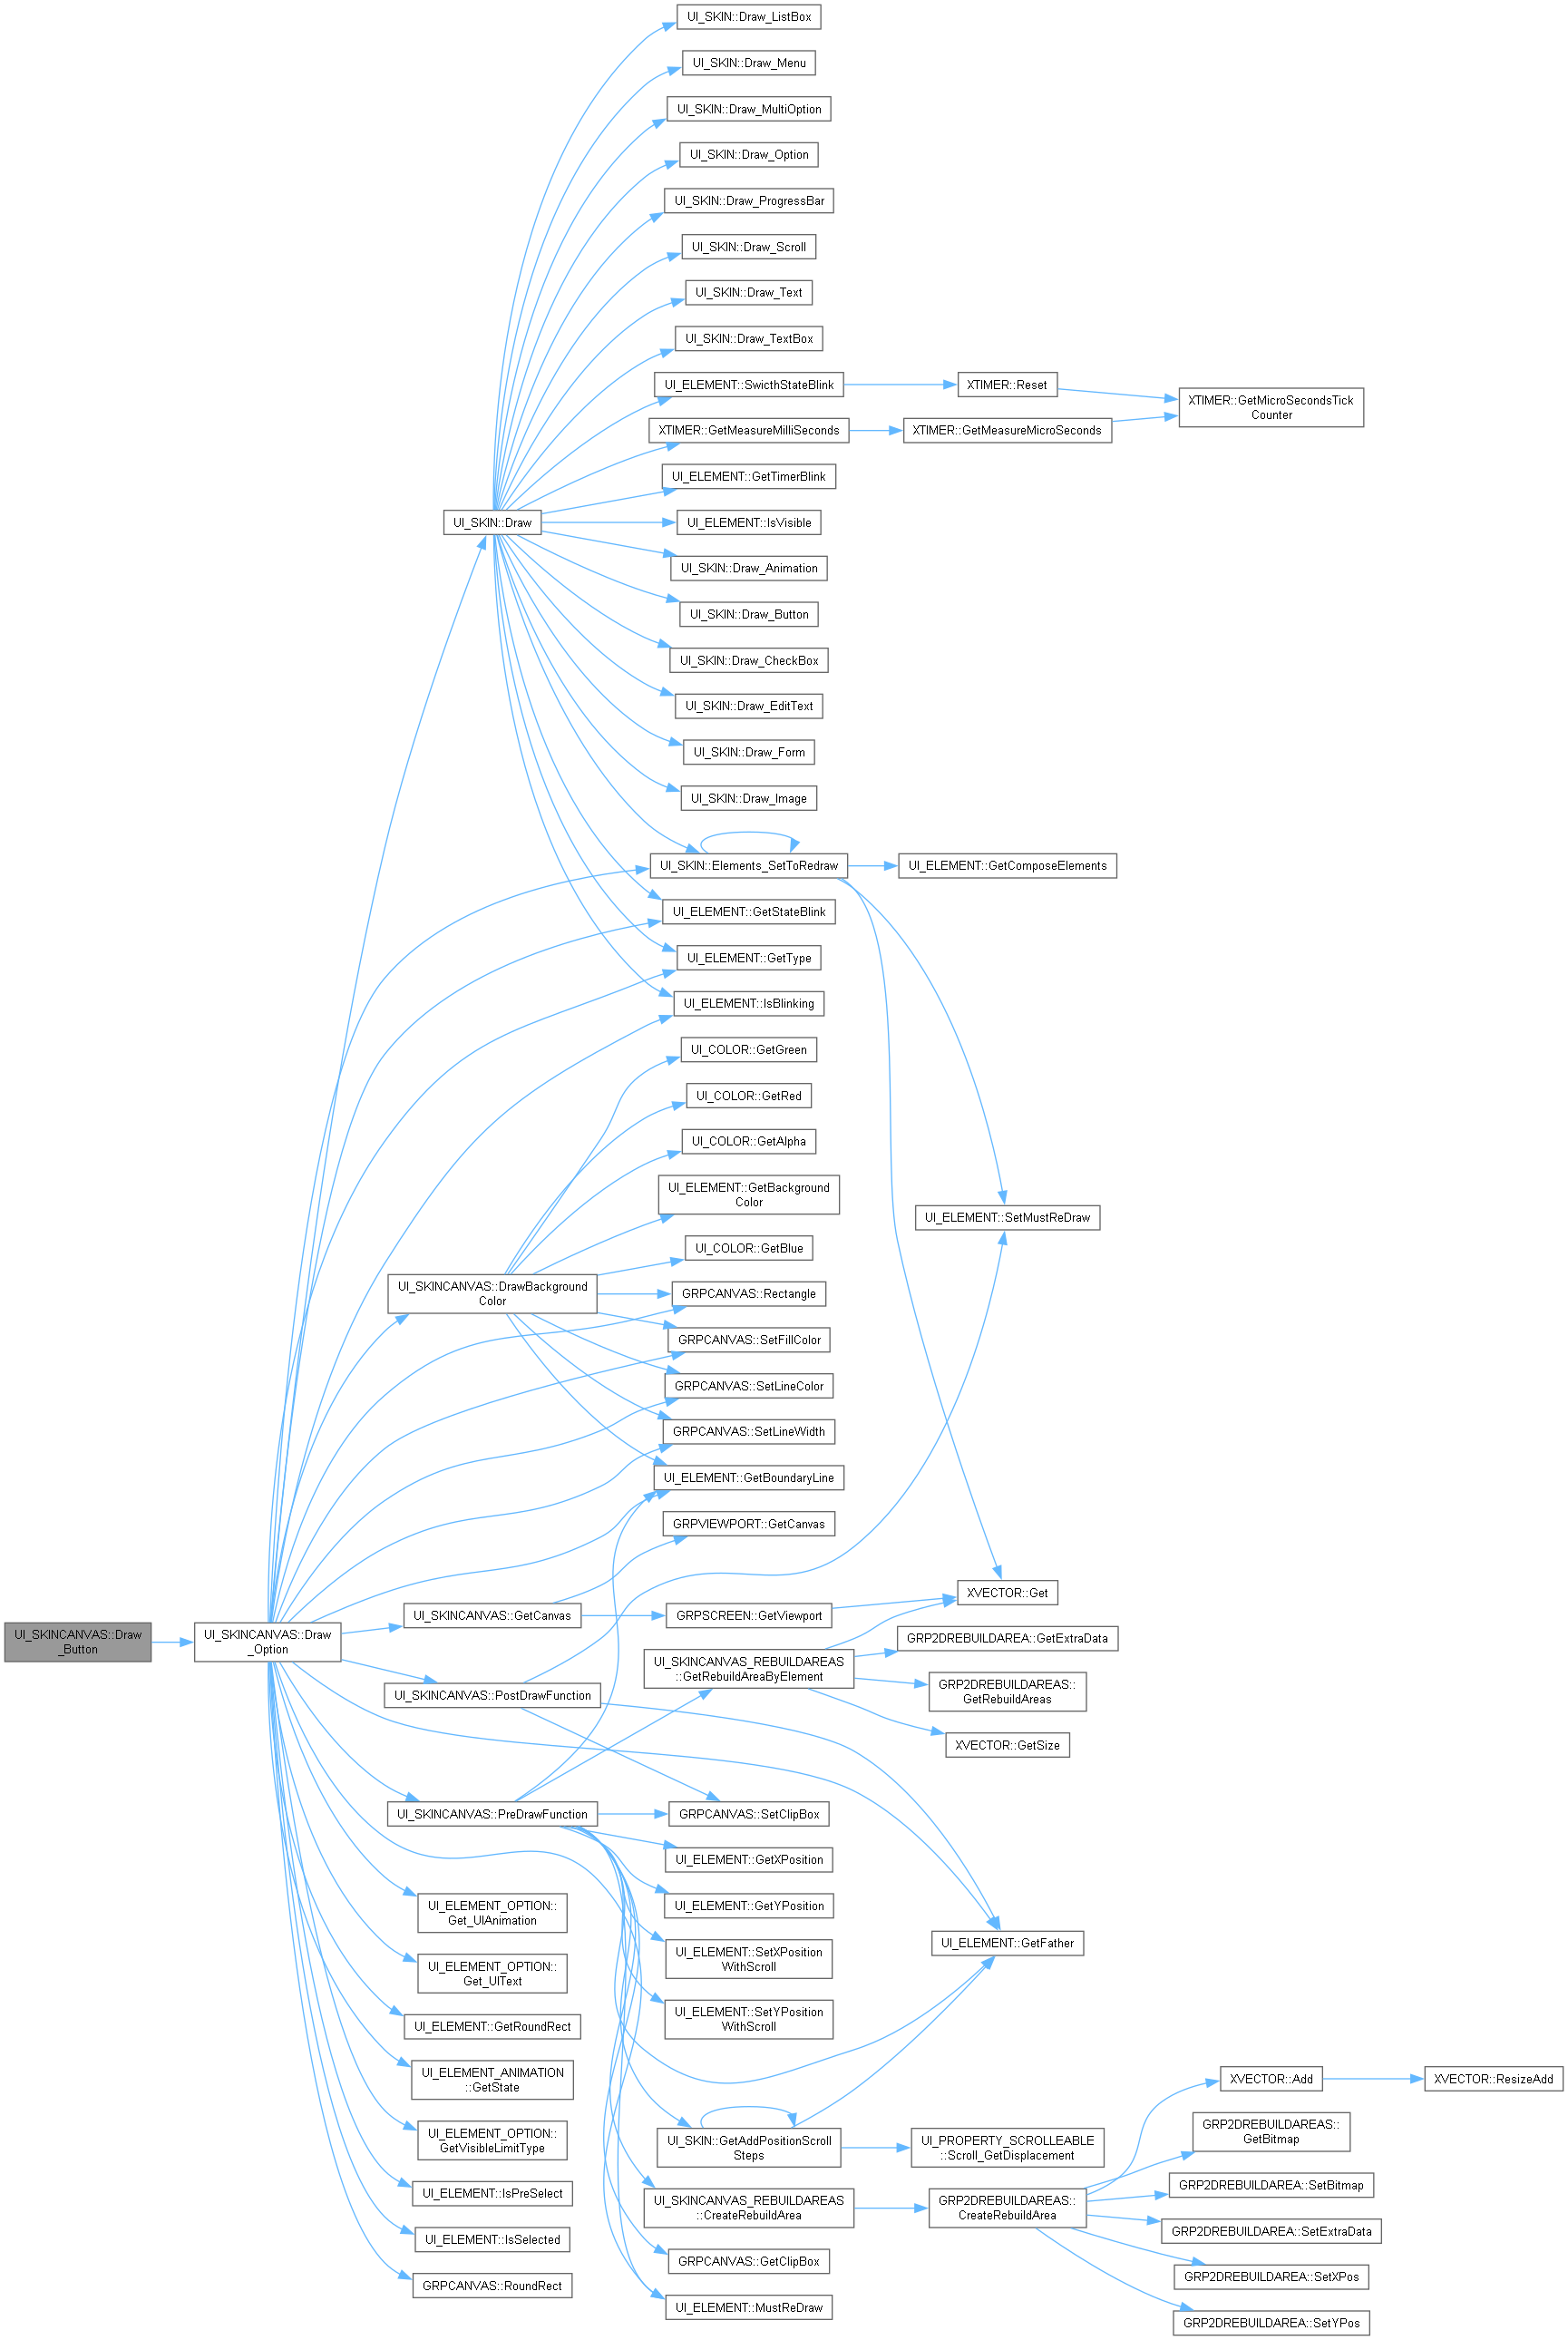 UI_SKIN::Draw_ListBox
UI_SKIN::Draw_Menu
UI_SKIN::Draw_MultiOption
UI_SKIN::Draw_Option
UI_SKIN::Draw_ProgressBar
UI_SKIN::Draw_Scroll
UI_SKIN::Draw_Text
UI_SKIN::Draw_TextBox
UI_ELEMENT::SwicthStateBlink
XTIMER::Reset
XTIMER::GetMicroSecondsTick
Counter
XTIMER::GetMeasureMilliSeconds
XTIMER::GetMeasureMicroSeconds
UI_ELEMENT::GetTimerBlink
UI_SKIN::Draw
UI_ELEMENT::IsVisible
UI_SKIN::Draw_Animation
UI_SKIN::Draw_Button
UI_SKIN::Draw_CheckBox
UI_SKIN::Draw_EditText
UI_SKIN::Draw_Form
UI_SKIN::Draw_Image
UI_SKIN::Elements_SetToRedraw
UI_ELEMENT::GetComposeElements
UI_ELEMENT::GetStateBlink
UI_ELEMENT::GetType
UI_ELEMENT::IsBlinking
UI_COLOR::GetGreen
UI_COLOR::GetRed
UI_COLOR::GetAlpha
UI_ELEMENT::GetBackground
Color
UI_ELEMENT::SetMustReDraw
UI_COLOR::GetBlue
UI_SKINCANVAS::DrawBackground
Color
GRPCANVAS::Rectangle
GRPCANVAS::SetFillColor
GRPCANVAS::SetLineColor
GRPCANVAS::SetLineWidth
UI_ELEMENT::GetBoundaryLine
GRPVIEWPORT::GetCanvas
XVECTOR::Get
UI_SKINCANVAS::GetCanvas
GRPSCREEN::GetViewport
UI_SKINCANVAS::Draw
_Button
UI_SKINCANVAS::Draw
_Option
GRP2DREBUILDAREA::GetExtraData
UI_SKINCANVAS_REBUILDAREAS
::GetRebuildAreaByElement
UI_SKINCANVAS::PostDrawFunction
GRP2DREBUILDAREAS::
GetRebuildAreas
XVECTOR::GetSize
UI_SKINCANVAS::PreDrawFunction
GRPCANVAS::SetClipBox
UI_ELEMENT::GetXPosition
UI_ELEMENT::GetYPosition
UI_ELEMENT_OPTION::
Get_UIAnimation
UI_ELEMENT::GetFather
UI_ELEMENT::SetXPosition
WithScroll
UI_ELEMENT_OPTION::
Get_UIText
UI_ELEMENT::SetYPosition
WithScroll
UI_ELEMENT::GetRoundRect
UI_ELEMENT_ANIMATION
::GetState
XVECTOR::Add
XVECTOR::ResizeAdd
UI_ELEMENT_OPTION::
GetVisibleLimitType
UI_SKIN::GetAddPositionScroll
Steps
UI_PROPERTY_SCROLLEABLE
::Scroll_GetDisplacement
GRP2DREBUILDAREAS::
GetBitmap
UI_ELEMENT::IsPreSelect
UI_SKINCANVAS_REBUILDAREAS
::CreateRebuildArea
GRP2DREBUILDAREAS::
CreateRebuildArea
GRP2DREBUILDAREA::SetBitmap
GRP2DREBUILDAREA::SetExtraData
UI_ELEMENT::IsSelected
GRPCANVAS::GetClipBox
GRP2DREBUILDAREA::SetXPos
GRPCANVAS::RoundRect
UI_ELEMENT::MustReDraw
GRP2DREBUILDAREA::SetYPos